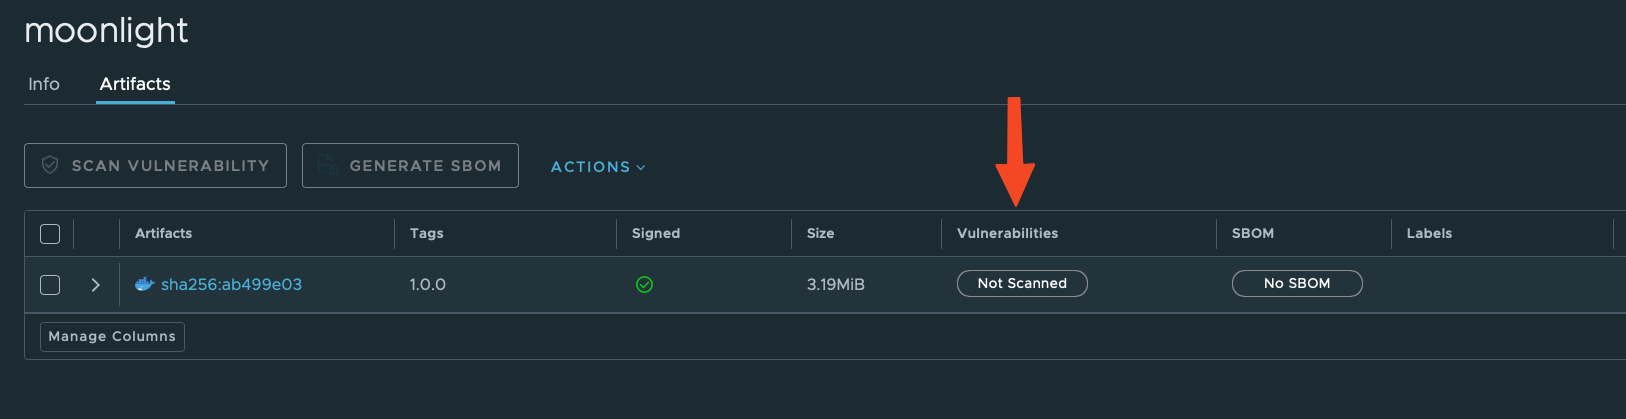 moonlight
Info Artifacts
SCAN VULNERABILITY GENERATE SBOM ACTIONS
Artifacts Tags Signed Size Vulnerabilities SBOM Labels
sha256:ab499e03 1.0.0 3.19MiB Not Scanned No SBOM
Manage Columns